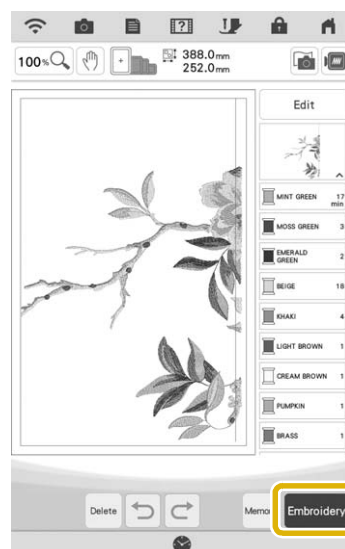 ?
100%
388.0mm
252.0mm
Edit
MINT GREEN 17
min
MOSS GREEN 3
EMERALD 2
GREEN
BEIGE 18
KHAKI 4
LIGHT BROWN 1
CREAM BROWN 1
PUMPKIN 1
BRASS 1
Delete
Embroidery